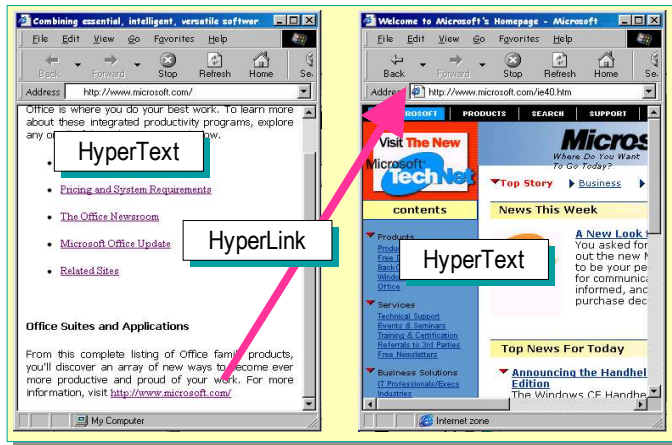 Combining essential, intelligent, versatile softwar
File Edit View Go Favorites Help
Back Forward Stop Refresh Home Se
Address http://www.microsoft.com/
Office is where you do your best work. To learn more
about these integrated productivity programs, explore
any
HyperText
Pricing and System Requirements
The Office Newsroom
Microsoft Office Update
Related Sites
Office Suites and Applications
From this complete listing of Office family products,
you'll discover an array of new ways to become ever
more productive and proud of your work. For more
information, visit http://www.microsoft.com/
My Computer
HyperLink
Welcome to Microsoft's Homepage - Microsoft
File Edit View Go Favorites Help
Back Forward Stop Refresh Home Se
Address http://www.microsoft.com/ie40.htm
PRODUCTS SEARCH SUPPORT
Visit The New
Microsoft
TechNet
Micros
Where Do You Want
To Go Today?
Top Story Business
contents
News This Week
Products
Free
Office
HyperText
A New Look
You asked for
out the new
to be your pe
for communica
informed, and
purchase dec
Services
Technical Support
Events & Seminars
Training & Certification
Referrals to 3rd Parties
Free Newsletters
Business Solutions
IT Professionals/Execs
Industries
Top News For Today
Announcing the Handhel
Edition
The Windows CE Handhe
Internet zone